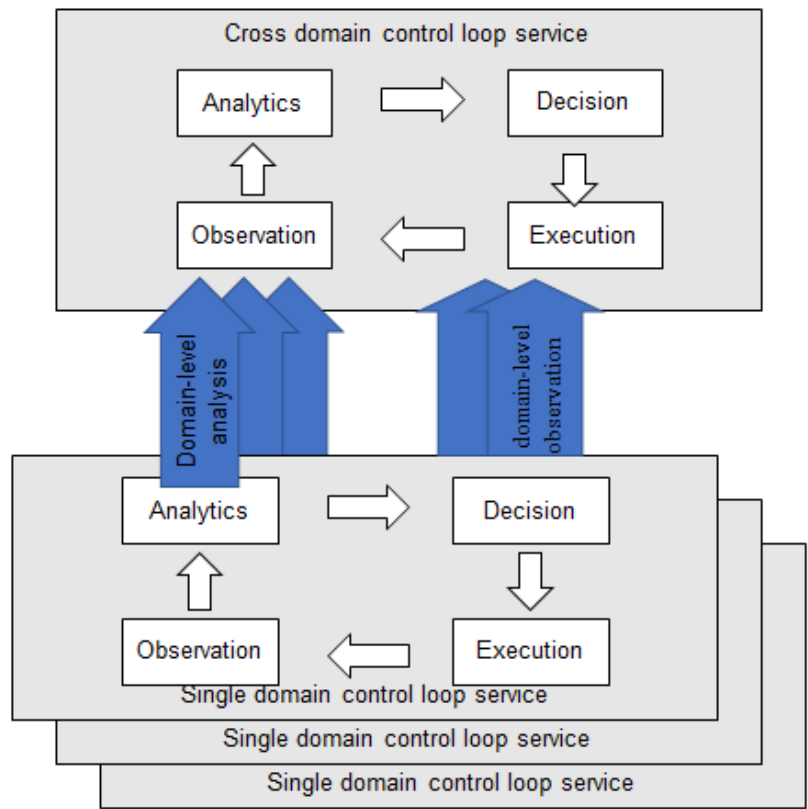 Cross domain control loop service
Analytics
Decision
Observation
Execution
Domain-level
analysis
domain-level
observation
Analytics
Decision
Observation
Execution
Single domain control loop service
Single domain control loop service
Single domain control loop service